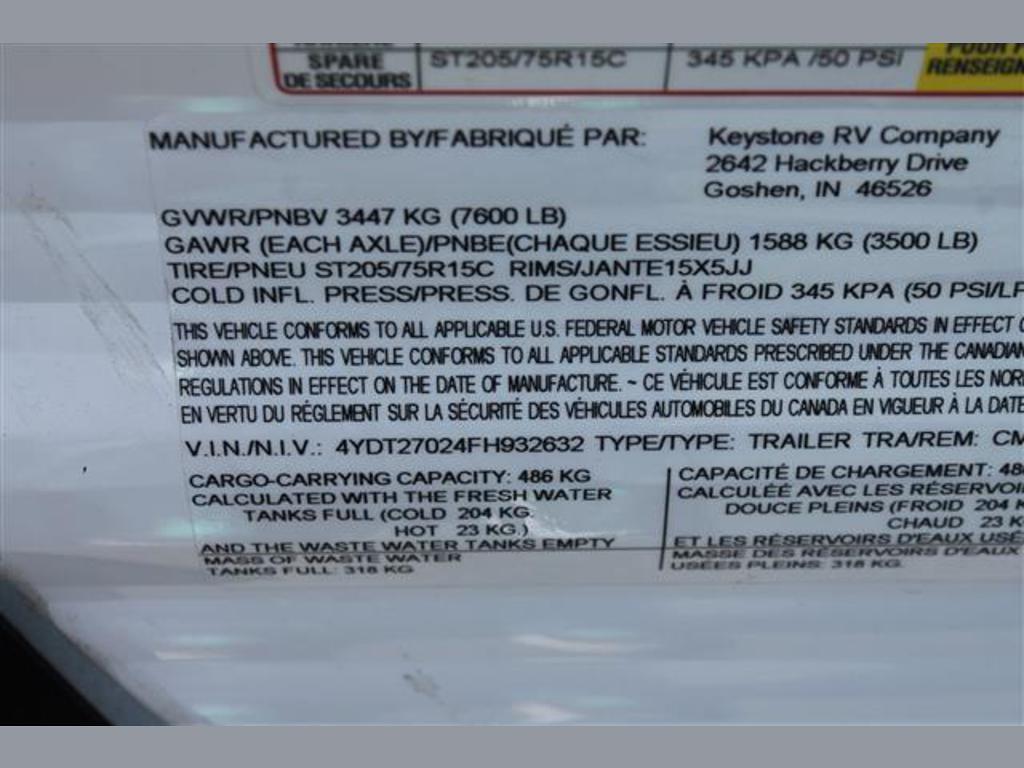 SPARE ST205/75R15C 345 KPA /50 PSI
DE SECOURS RENSEIGN
MANUFACTURED BY/FABRIQUÉ PAR: Keystone RV Company
2642 Hackberry Drive
Goshen, IN 46526
GVWR/PNBV 3447 KG (7600 LB)
GAWR (EACH AXLE)/PNBE(CHAQUE ESSIEU) 1588 KG (3500 LB)
TIRE/PNEU ST205/75R15C RIMS/JANTE15X5JJ
COLD INFL. PRESS/PRESS. DE GONFL. À FROID 345 KPA (50 PSI/LP
THIS VEHICLE CONFORMS TO ALL APPLICABLE U.S. FEDERAL MOTOR VEHICLE SAFETY STANDARDS IN EFFECT
SHOWN ABOVE. THIS VEHICLE CONFORMS TO ALL APPLICABLE STANDARDS PRESCRIBED UNDER THE CANADIAN
REGULATIONS IN EFFECT ON THE DATE OF MANUFACTURE. ~ CE VÉHICULE EST CONFORME À TOUTES LES NOR
EN VERTU DU RÉGLEMENT SUR LA SÉCURITÉ DES VÉHICULES AUTOMOBILES DU CANADA EN VIGUEUR À LA DATE
V.I.N./N.I.V.: 4YDT27024FH932632 TYPE/TYPE: TRAILER TRA/REM: CM
CARGO-CARRYING CAPACITY: 486 KG
CALCULATED WITH THE FRESH WATER
TANKS FULL (COLD 204 KG.
HOT 23 KG.)
AND THE WASTE WATER TANKS EMPTY
MASS OF WASTE WATER
TANKS FULL: 318 KG
CAPACITÉ DE CHARGEMENT: 48
CALCULÉE AVEC LES RÉSERVOI
DOUCE PLEINS (FROID 204 K
CHAUD 23 K
ET LES RÉSERVOIRS D'EAUX USÉ
MASSE DES RÉSERVOIRS D'EAUX
USÉES PLEINS: 318 KG.